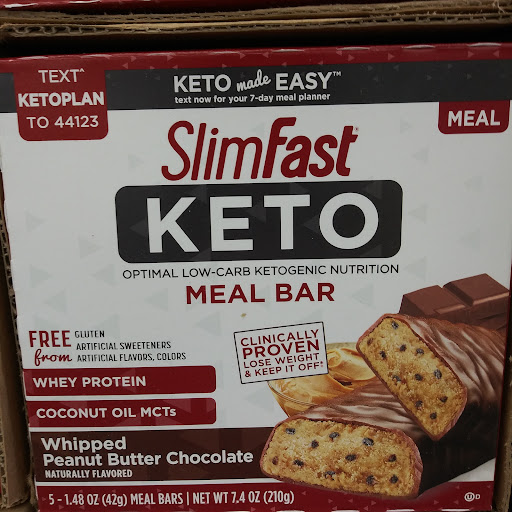 TEXT^
KETOPLAN
TO 44123
KETO made EASY™
text now for your 7-day meal planner
MEAL
SlimFast®
KETO
OPTIMAL LOW-CARB KETOGENIC NUTRITION
MEAL BAR
FREE from
GLUTEN
ARTIFICIAL SWEETENERS
ARTIFICIAL FLAVORS, COLORS
CLINICALLY
PROVEN
LOSE WEIGHT
& KEEP IT OFF*
WHEY PROTEIN
COCONUT OIL MCTs
Whipped
Peanut Butter Chocolate
NATURALLY FLAVORED
5 - 1.48 OZ (42g) MEAL BARS | NET WT 7.4 OZ (210g)
U D